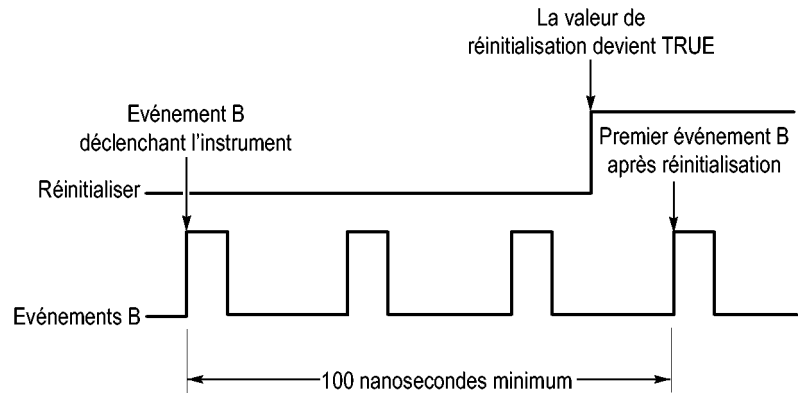 La valeur de
réinitialisation devient TRUE
Evénement B
déclenchant l'instrument
Premier événement B
après réinitialisation
Réinitialiser
Evénements B
100 nanosecondes minimum